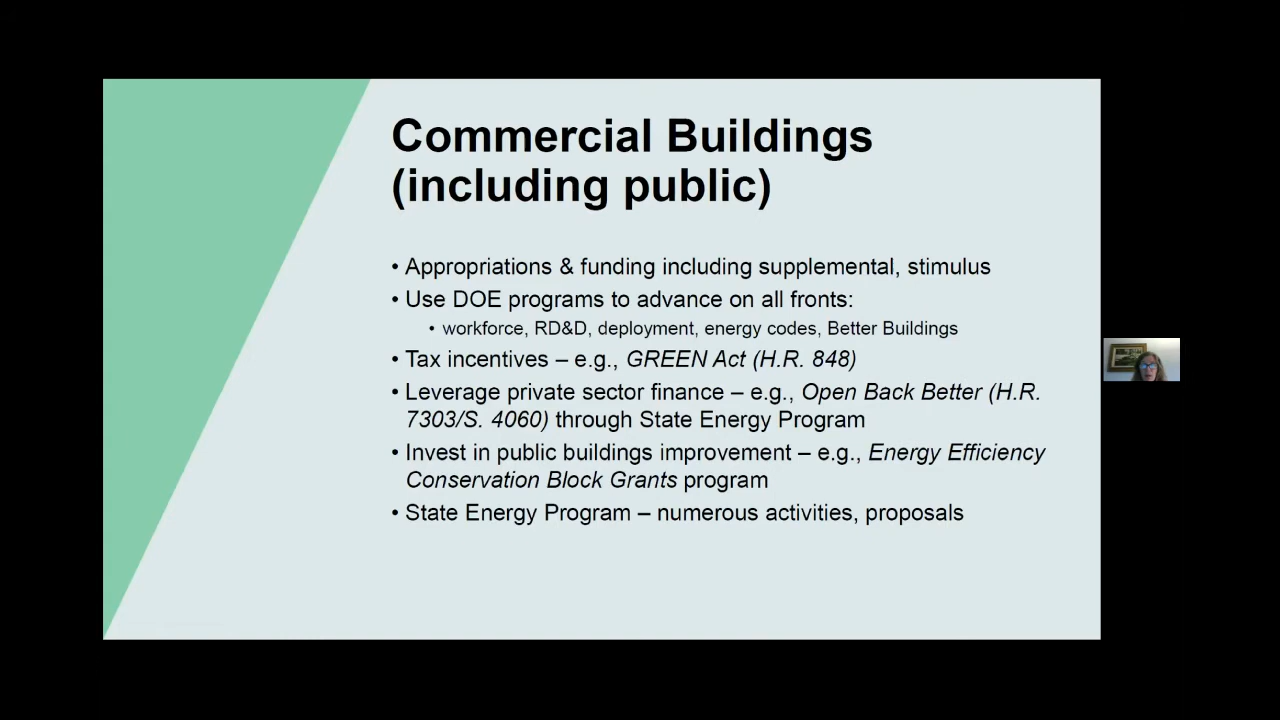 Commercial Buildings
(including public)
• Appropriations & funding including supplemental, stimulus
• Use DOE programs to advance on all fronts:
• workforce, RD&D, deployment, energy codes, Better Buildings
• Tax incentives – e.g., GREEN Act (H.R. 848)
• Leverage private sector finance – e.g., Open Back Better (H.R.
7303/S. 4060) through State Energy Program
• Invest in public buildings improvement – e.g., Energy Efficiency
Conservation Block Grants program
• State Energy Program – numerous activities, proposals